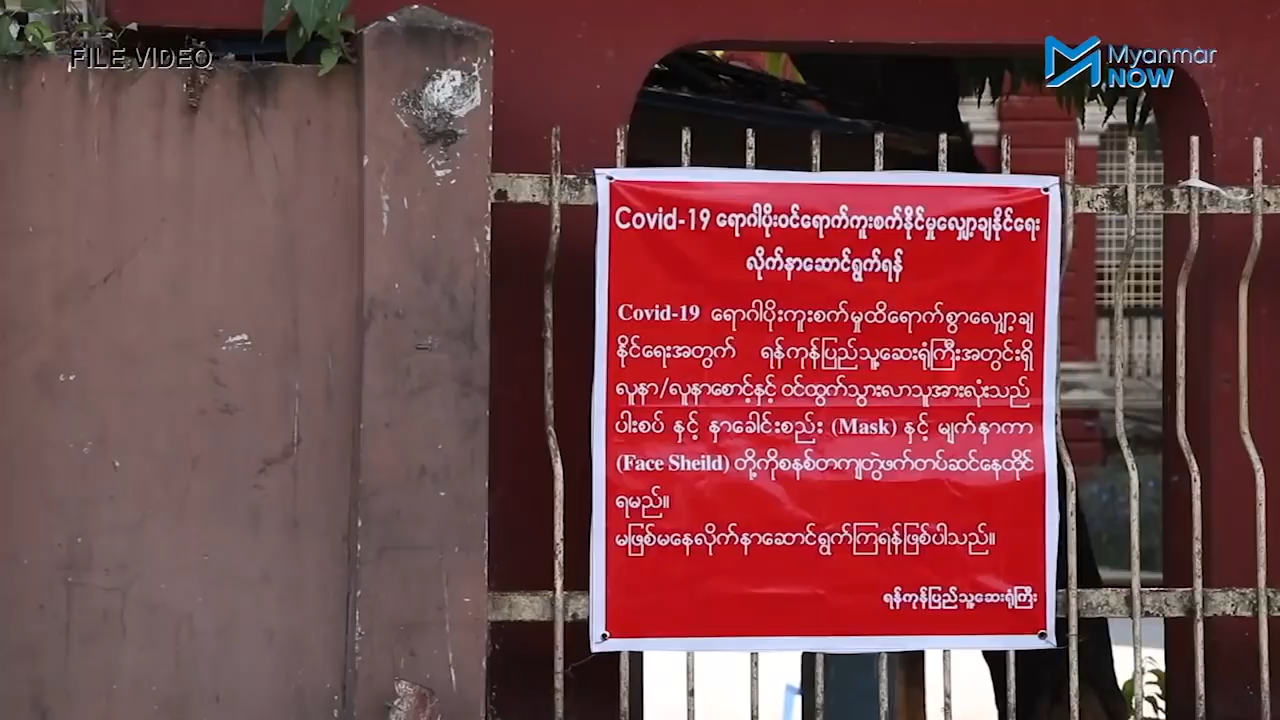 FILE VIDEO
Myanmar
NOW
Covid-19 ရောဂါပိုးဝင်ရောက်ကူးစက်နိုင်မှုလျှော့ချနိုင်ရေး
လိုက်နာဆောင်ရွက်ရန်
Covid-19 ရောဂါပိုးကူးစက်မှုထိရောက်စွာလျှော့ချ
နိုင်ရေးအတွက် ရန်ကုန်ပြည်သူ့ဆေးရုံကြီးအတွင်းရှိ
လူနာ/လူနာစောင့်နှင့် ဝင်ထွက်သွားလာသူအားလုံးသည်
ပါးစပ် နှင့် နှာခေါင်းစည်း (Mask) နှင့် မျက်နှာကာ
(Face Sheild) တို့ကိုစနစ်တကျတွဲဖက်တပ်ဆင်နေထိုင်
ရမည်။
မဖြစ်မနေလိုက်နာဆောင်ရွက်ကြရန်ဖြစ်ပါသည်။
ရန်ကုန်ပြည်သူ့ဆေးရုံကြီး